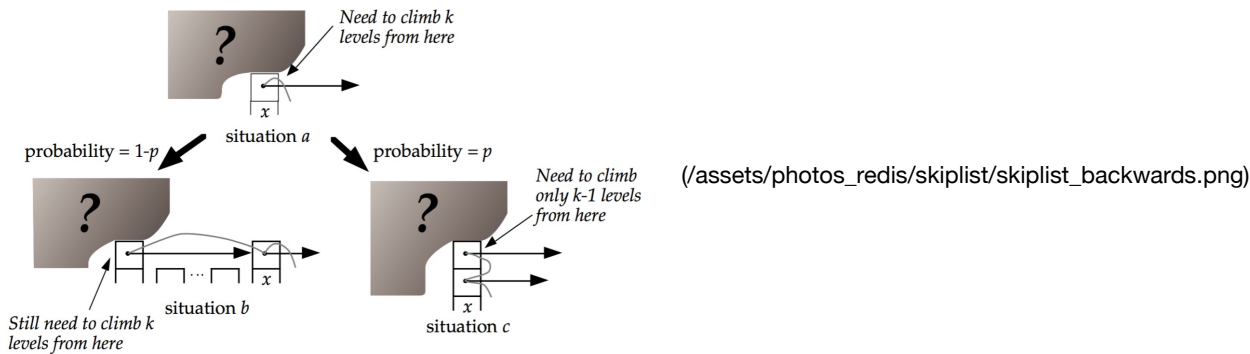 ?
Need to climb k
levels from here
x
situation a
probability = 1-p
probability = p
?
Still need to climb k
levels from here
...
x
situation b
?
Need to climb
only k-1 levels
from here
x
situation c
(/assets/photos_redis/skiplist/skiplist_backwards.png)